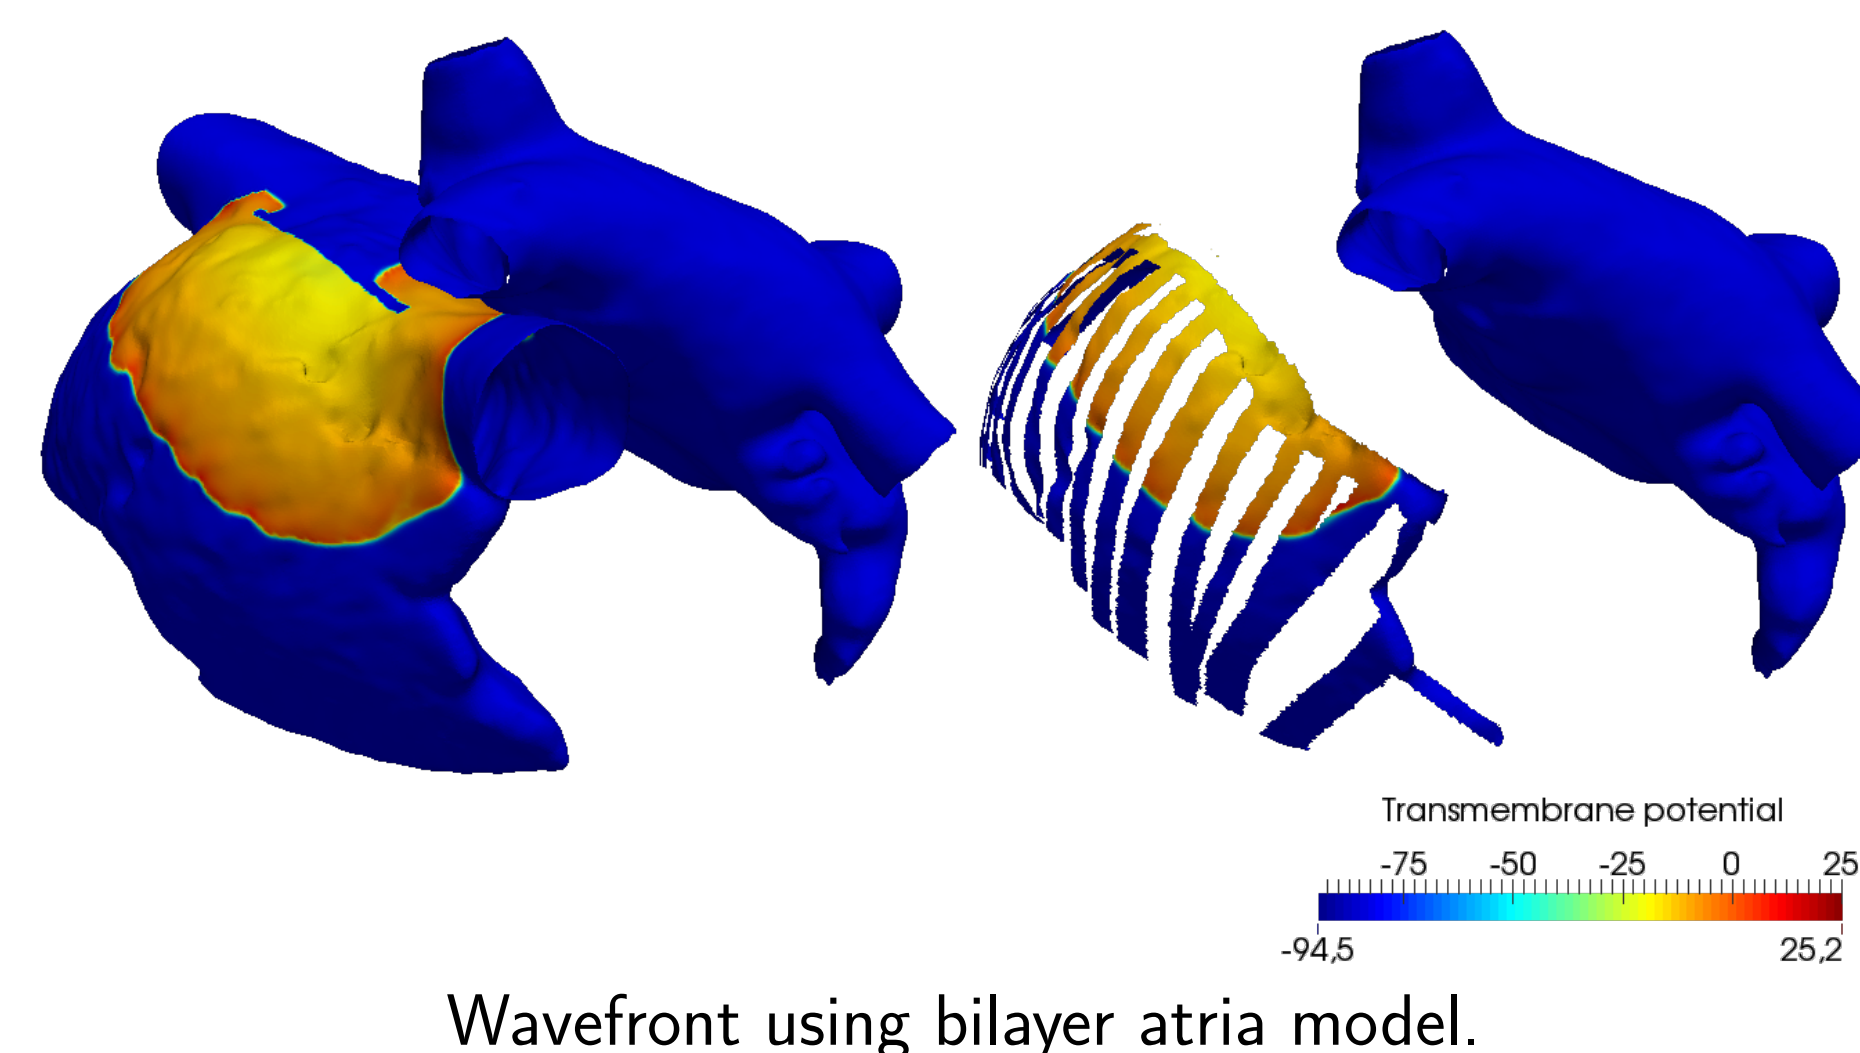 Transmembrane potential
-75 -50 -25 0 25
-94,5 25,2
Wavefront using bilayer atria model.